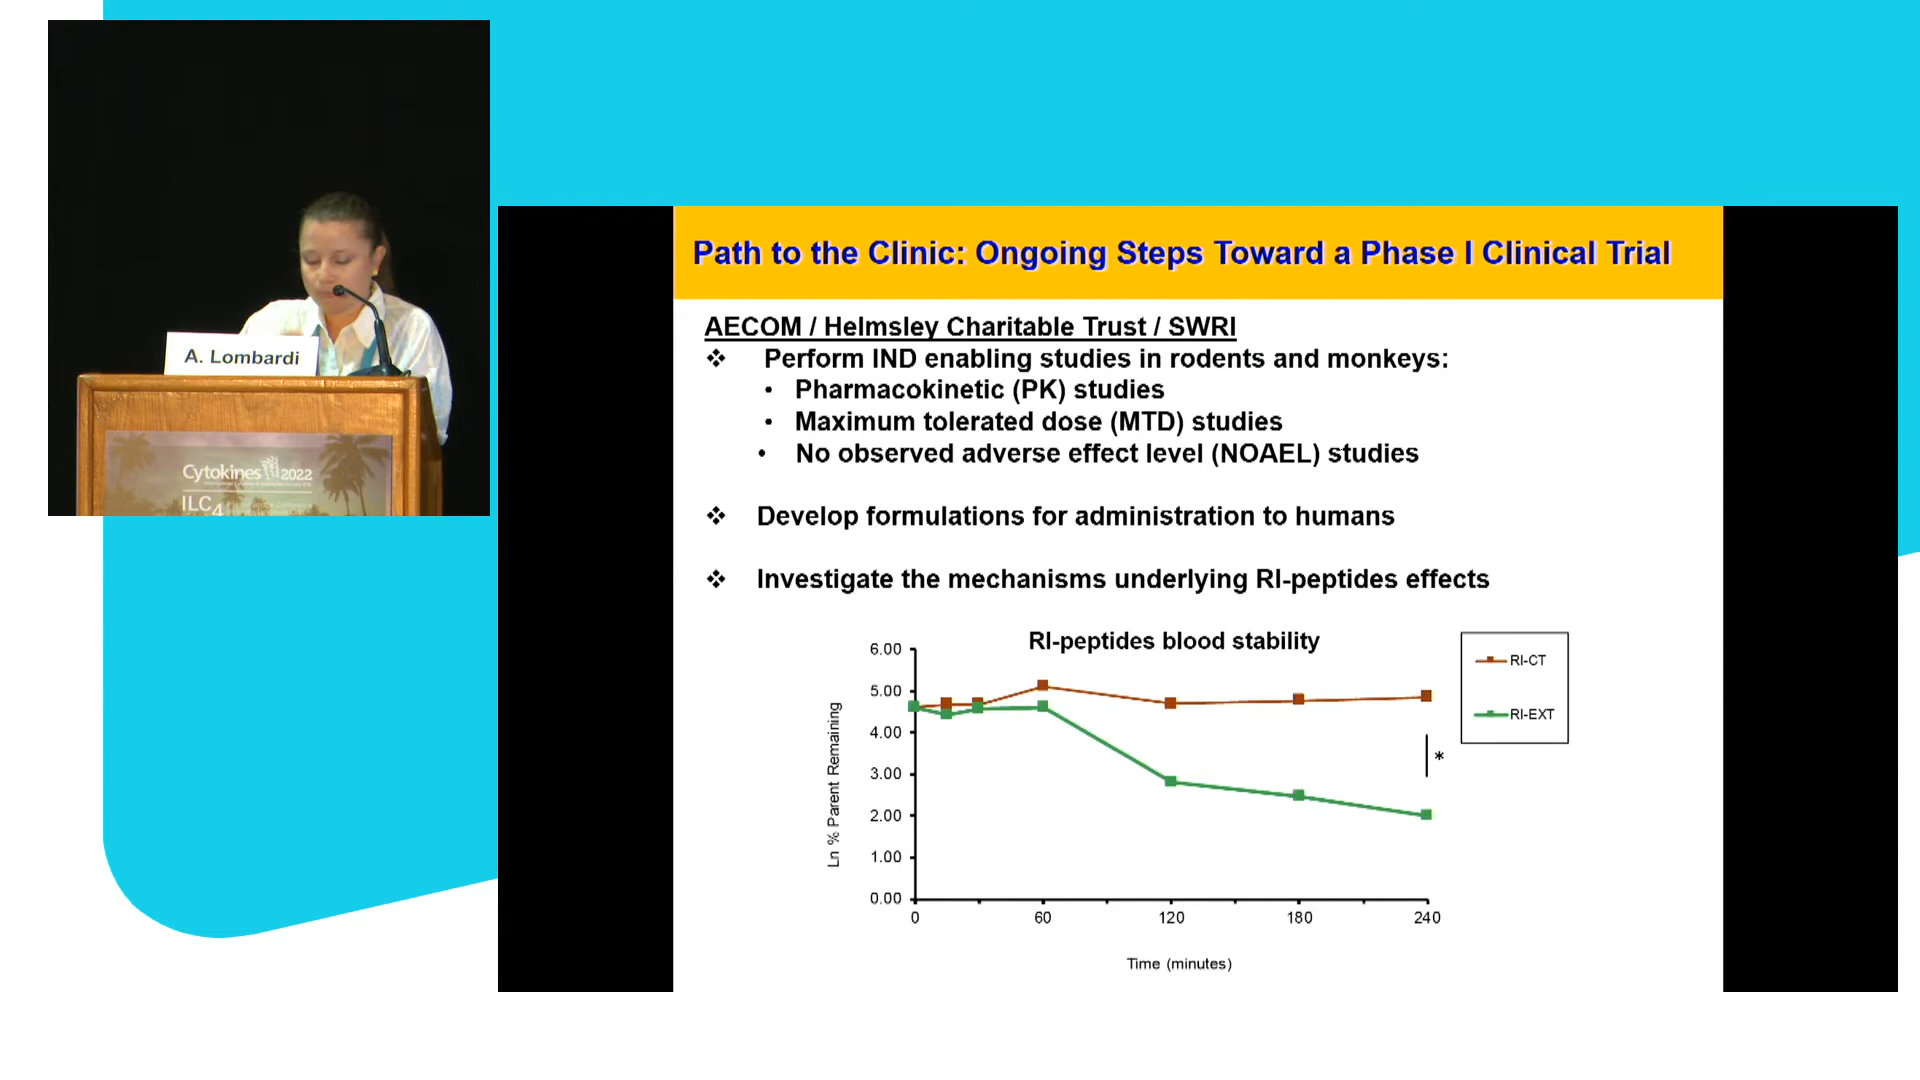 A. Lombardi
Cytokines 2022
ILC4
Path to the Clinic: Ongoing Steps Toward a Phase I Clinical Trial
AECOM / Helmsley Charitable Trust / SWRI
❖ Perform IND enabling studies in rodents and monkeys:
• Pharmacokinetic (PK) studies
• Maximum tolerated dose (MTD) studies
• No observed adverse effect level (NOAEL) studies
❖ Develop formulations for administration to humans
❖ Investigate the mechanisms underlying RI-peptides effects
RI-peptides blood stability
RI-CT
RI-EXT
*
Ln % Parent Remaining
6.00
5.00
4.00
3.00
2.00
1.00
0.00
0 60 120 180 240
Time (minutes)